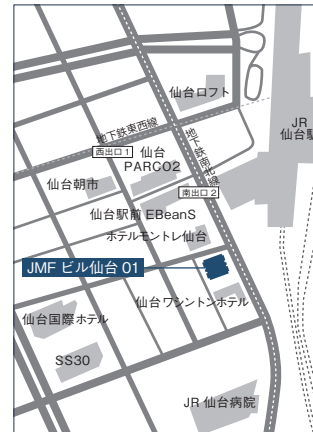 仙台ロフト
JR
仙台駅
地下鉄東西線
地下鉄南北線
西出口1
仙台
PARCO2
仙台朝市
南出口2
仙台駅前 EBeanS
ホテルモントレ仙台
JMFビル仙台 01
仙台ワシントンホテル
仙台国際ホテル
SS30
JR 仙台病院